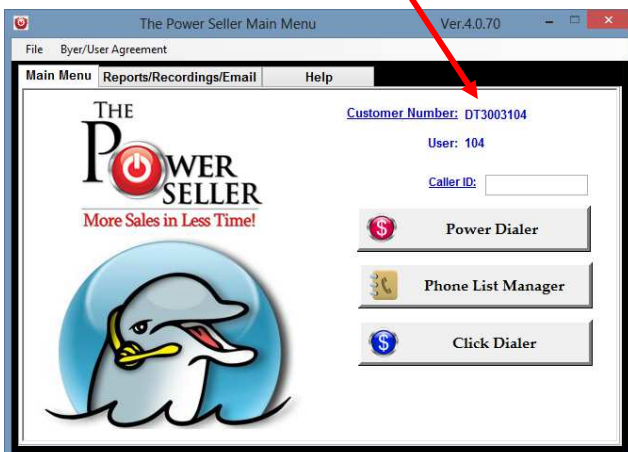 The Power Seller Main Menu Ver.4.0.70
File Byer/User Agreement
Main Menu Reports/Recordings/Email Help
THE
POWER
SELLER
More Sales in Less Time!
Customer Number: DT3003104
User: 104
Caller ID:
Power Dialer
Phone List Manager
Click Dialer